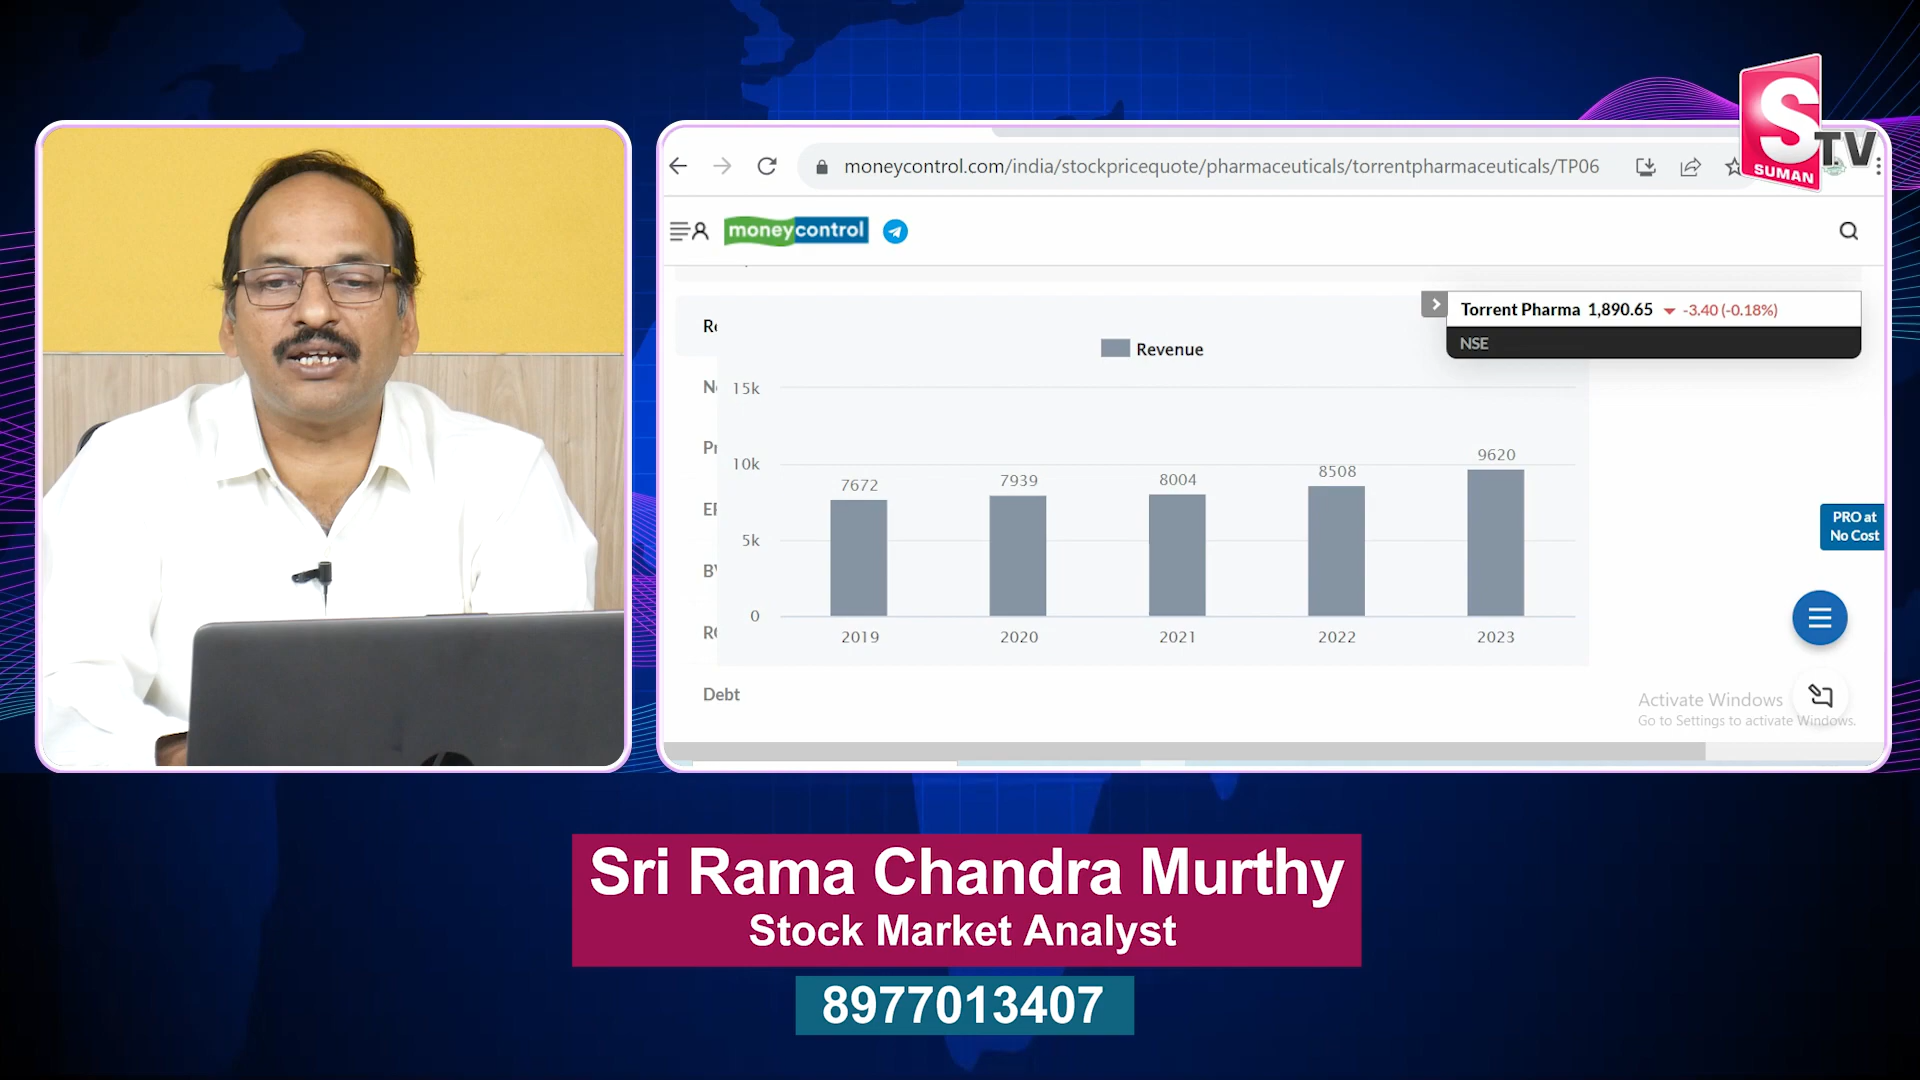 S
TV
SUMAN
moneycontrol.com/india/stockpricequote/pharmaceuticals/torrentpharmaceuticals/TP06
moneycontrol
Torrent Pharma 1,890.65 -3.40 (-0.18%)
NSE
Revenue
15k
10k
5k
0
7672
7939
8004
8508
9620
2019
2020
2021
2022
2023
Debt
PRO at
No Cost
Activate Windows
Go to Settings to activate Windows.
Sri Rama Chandra Murthy
Stock Market Analyst
8977013407